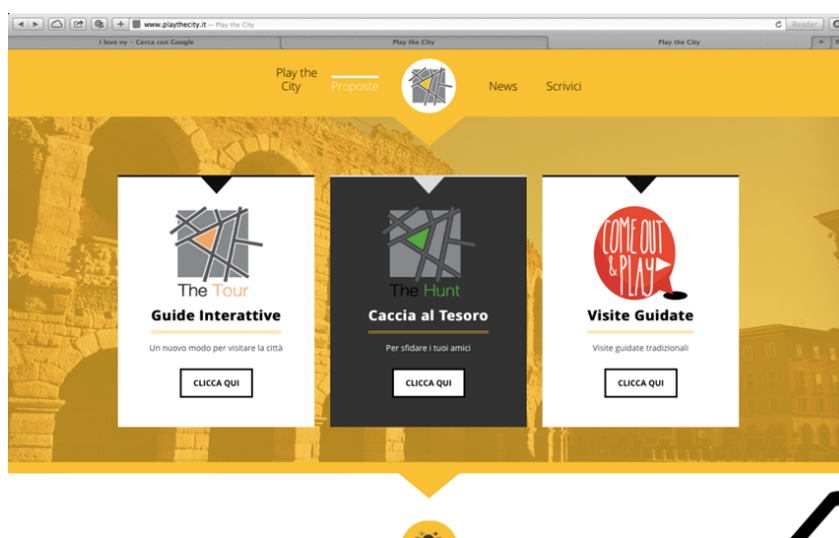 www.playthecity.it — Play the City
Reader
i love ny – Cerca con Google
Play the City
Play the City
Play the
City
Proposte
News
Scrivici
The Tour
Guide Interattive
Un nuovo modo per visitare la città
CLICCA QUI
The Hunt
Caccia al Tesoro
Per sfidare i tuoi amici
CLICCA QUI
COME OUT
& PLAY
Visite Guidate
Visite guidate tradizionali
CLICCA QUI